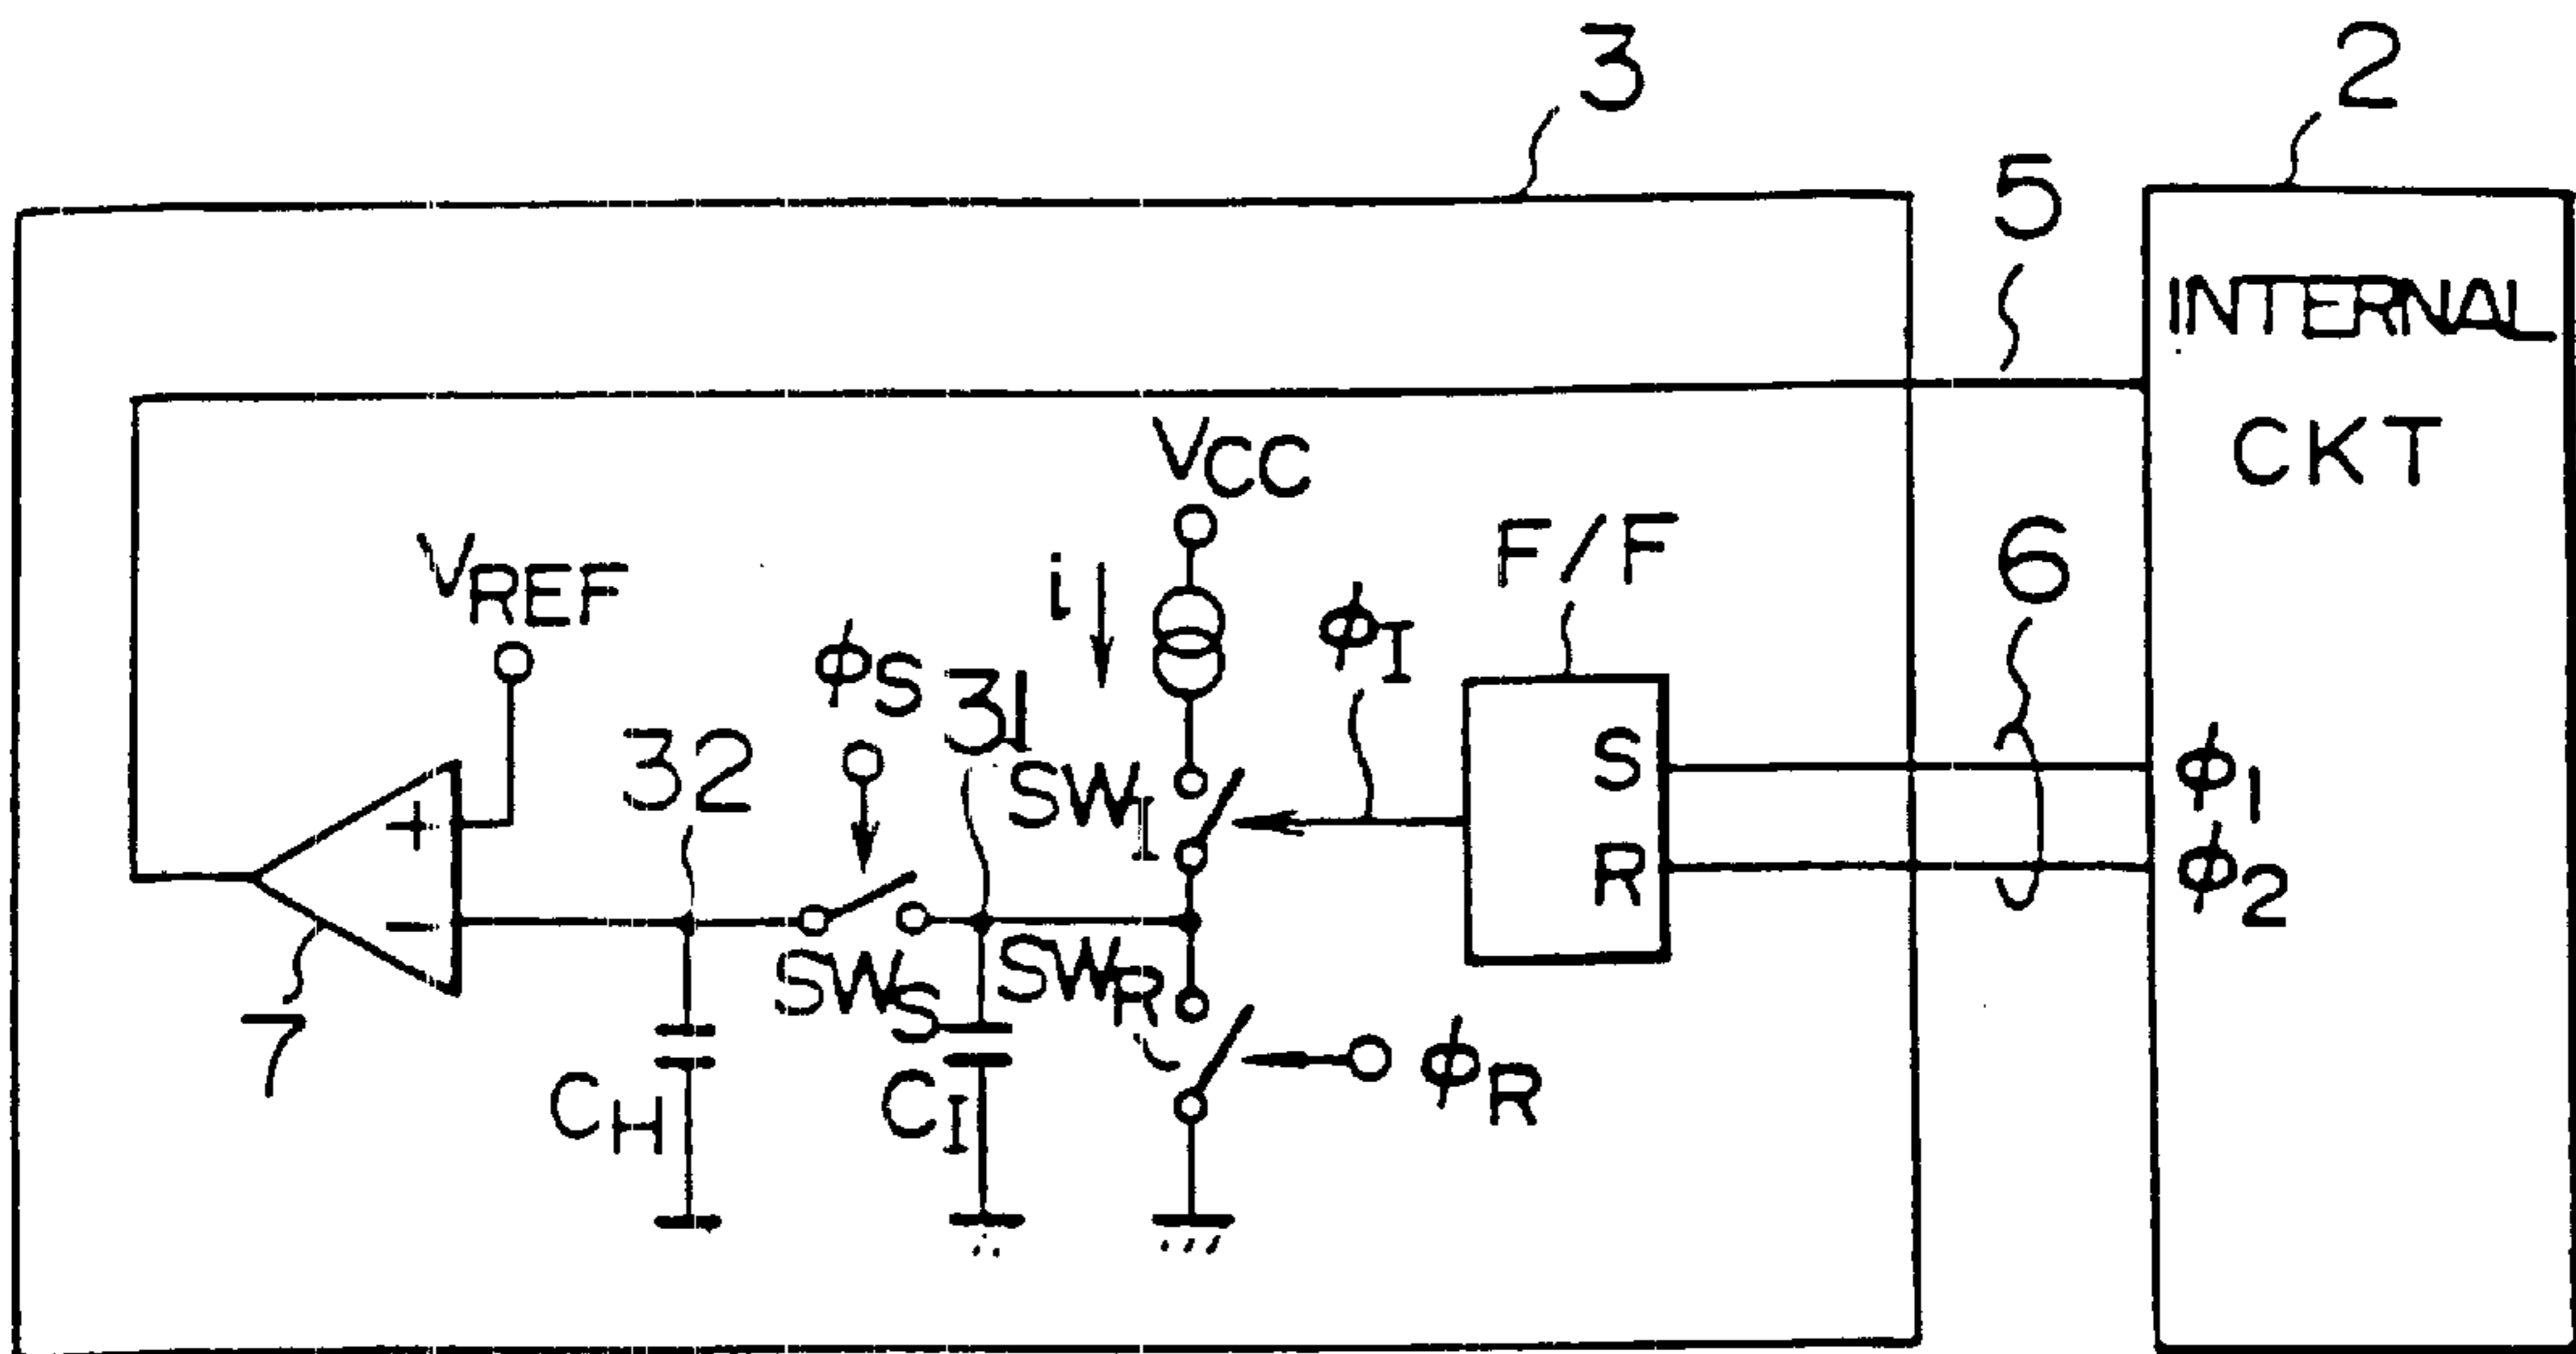 3
2
5
INTERNAL
CKT
VCC
VREF
i
F/F
6
ϕS
31
ϕI
32
SWI
S
ϕ1
R
ϕ2
+
−
SWS
SWR
7
CH
CI
ϕR